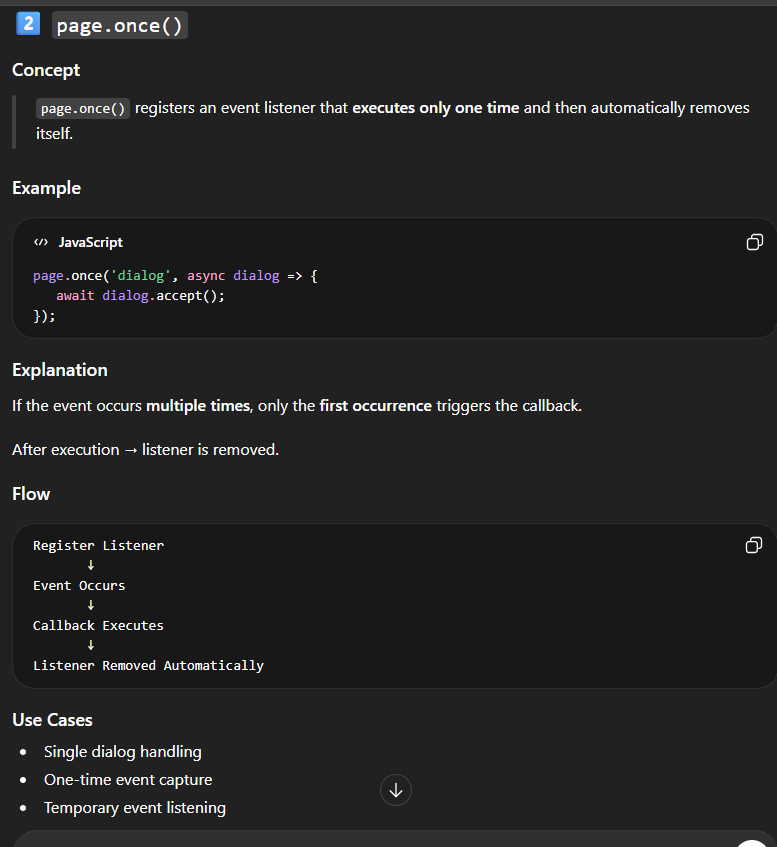 2 page.once()
Concept
page.once() registers an event listener that executes only one time and then automatically removes
itself.
Example
</> JavaScript
page.once('dialog', async dialog => {
   await dialog.accept();
});
Explanation
If the event occurs multiple times, only the first occurrence triggers the callback.
After execution → listener is removed.
Flow
Register Listener
↓
Event Occurs
↓
Callback Executes
↓
Listener Removed Automatically
Use Cases
• Single dialog handling
• One-time event capture
• Temporary event listening